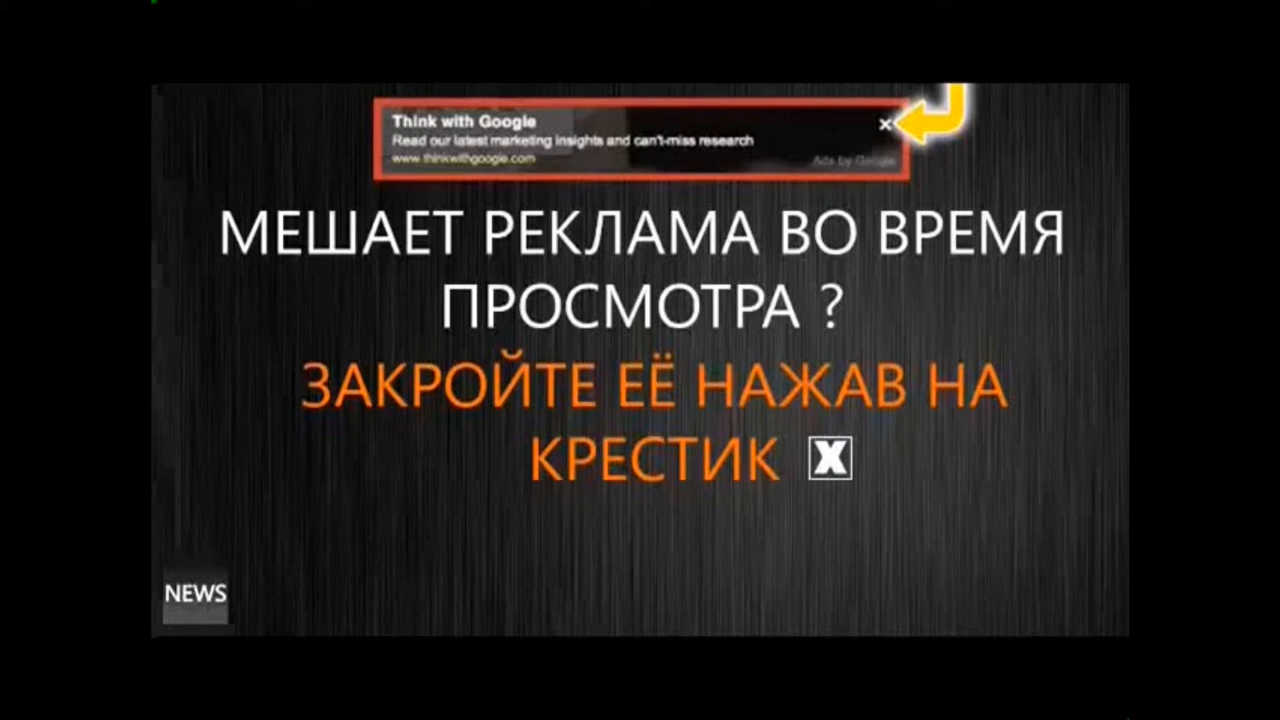 Think with Google
Read our latest marketing insights and can't-miss research
www.thinkwithgoogle.com
Ads by Google
МЕШАЕТ РЕКЛАМА ВО ВРЕМЯ
ПРОСМОТРА ?
ЗАКРОЙТЕ ЕЁ НАЖАВ НА
КРЕСТИК X
NEWS